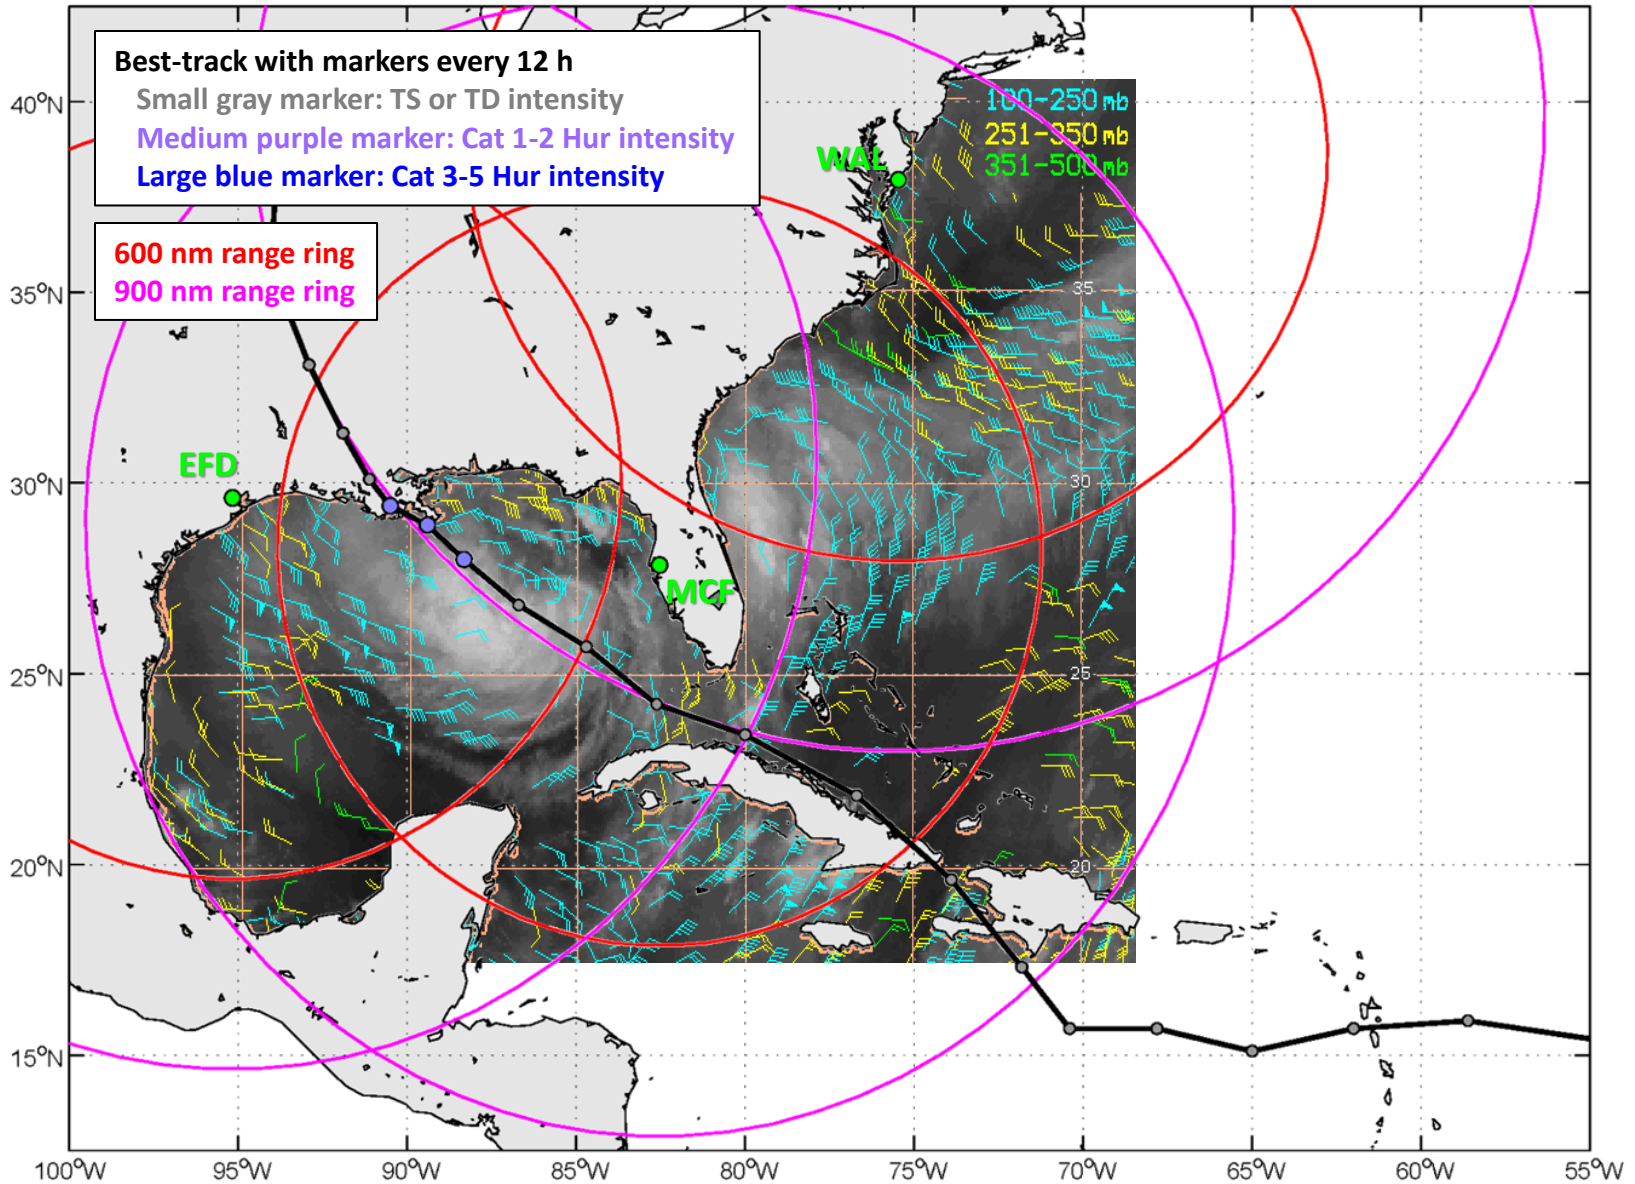 Best-track with markers every 12 h
Small gray marker: TS or TD intensity
Medium purple marker: Cat 1-2 Hur intensity
Large blue marker: Cat 3-5 Hur intensity
600 nm range ring
900 nm range ring
100-250 mb
251-350 mb
351-500 mb
WAL
EFD
MCF
40°N
35°N
30°N
25°N
20°N
15°N
35
30
25
20
100°W
95°W
90°W
85°W
80°W
75°W
70°W
65°W
60°W
55°W